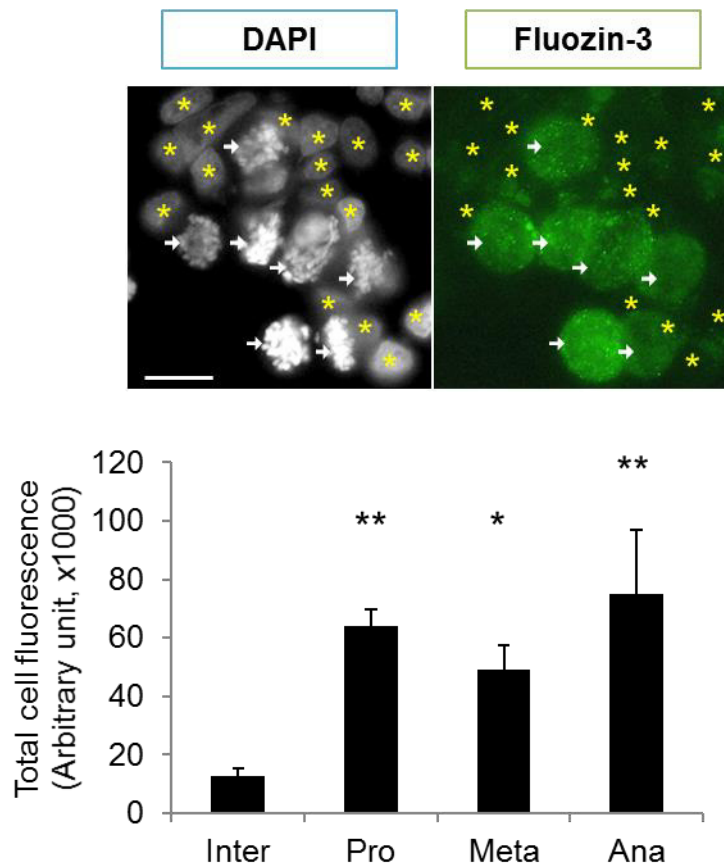 DAPI
Fluozin-3
Total cell fluorescence
(Arbitrary unit, x1000)
120
100
80
60
40
20
0
**
*
**
Inter
Pro
Meta
Ana